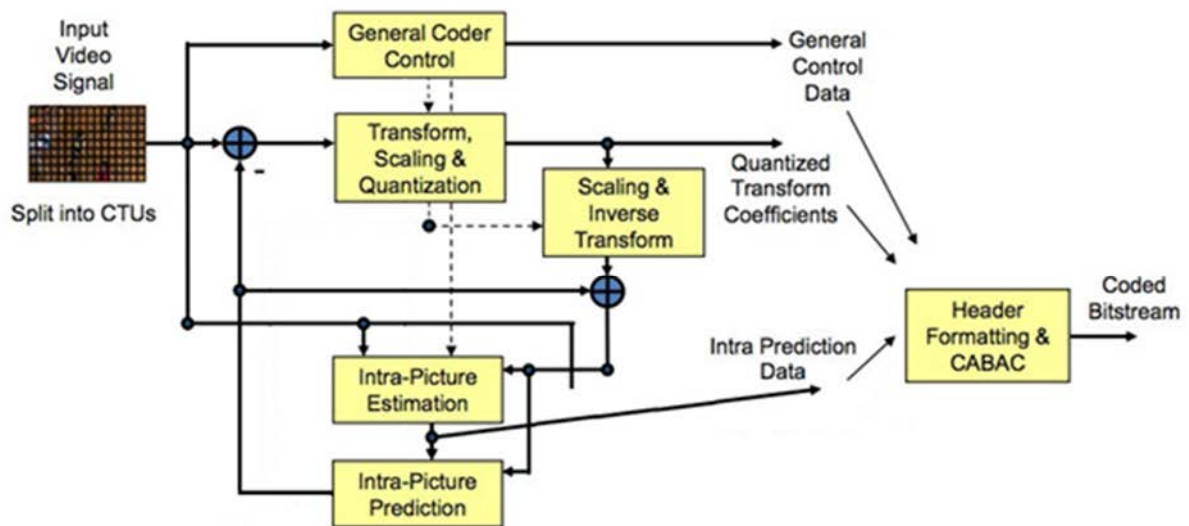 Input
Video
Signal
Split into CTUs
General Coder
Control
General
Control
Data
Transform,
Scaling &
Quantization
-
Quantized
Transform
Coefficients
Scaling &
Inverse
Transform
Intra-Picture
Estimation
Intra Prediction
Data
Intra-Picture
Prediction
Header
Formatting &
CABAC
Coded
Bitstream